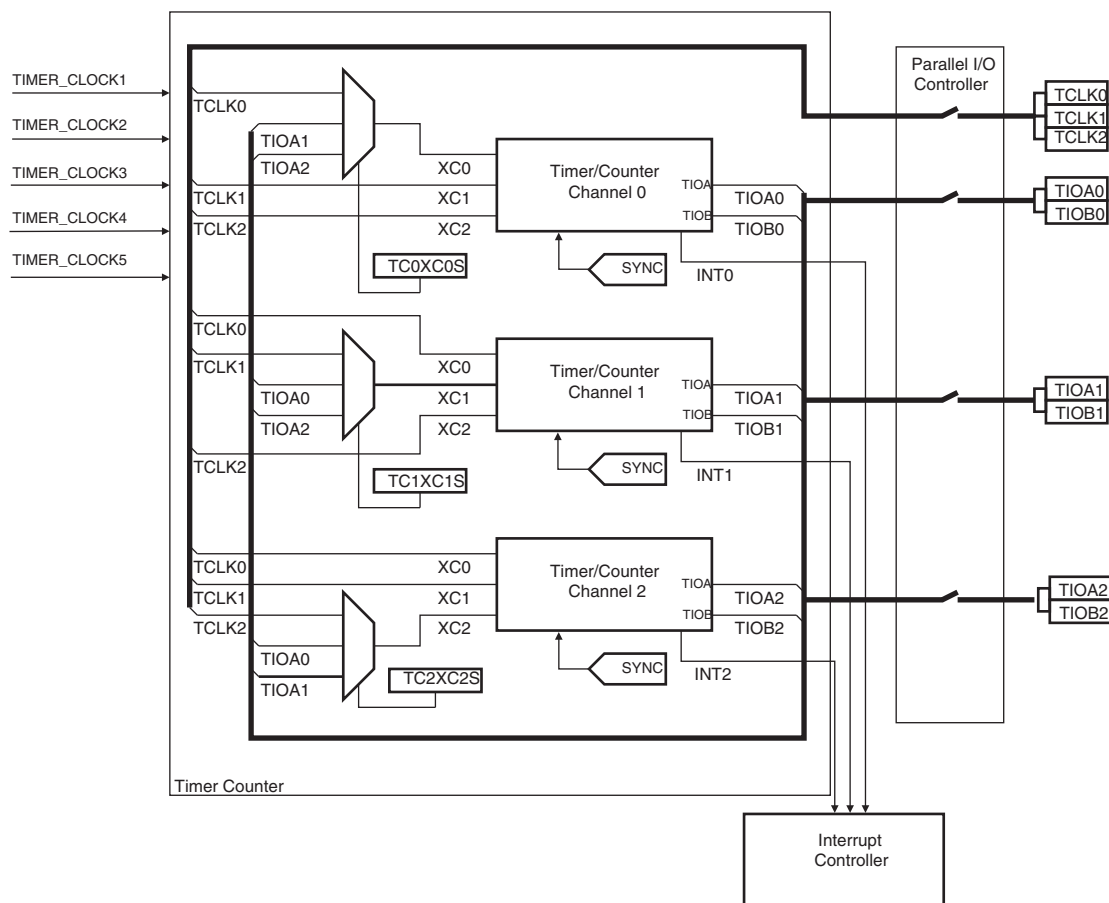 TIMER_CLOCK1
TIMER_CLOCK2
TIMER_CLOCK3
TIMER_CLOCK4
TIMER_CLOCK5
TCLK0
TIOA1
TIOA2
TCLK1
TCLK2
XC0
XC1
XC2
TC0XC0S
Timer/Counter
Channel 0
TIOA
TIOB
TIOA0
TIOB0
SYNC
INT0
TCLK0
TCLK1
TIOA0
TIOA2
TCLK2
XC0
XC1
XC2
TC1XC1S
Timer/Counter
Channel 1
TIOA
TIOB
TIOA1
TIOB1
SYNC
INT1
TCLK0
TCLK1
TCLK2
TIOA0
TIOA1
XC0
XC1
XC2
TC2XC2S
Timer/Counter
Channel 2
TIOA
TIOB
TIOA2
TIOB2
SYNC
INT2
Timer Counter
Parallel I/O
Controller
TCLK0
TCLK1
TCLK2
TIOA0
TIOB0
TIOA1
TIOB1
TIOA2
TIOB2
Interrupt
Controller